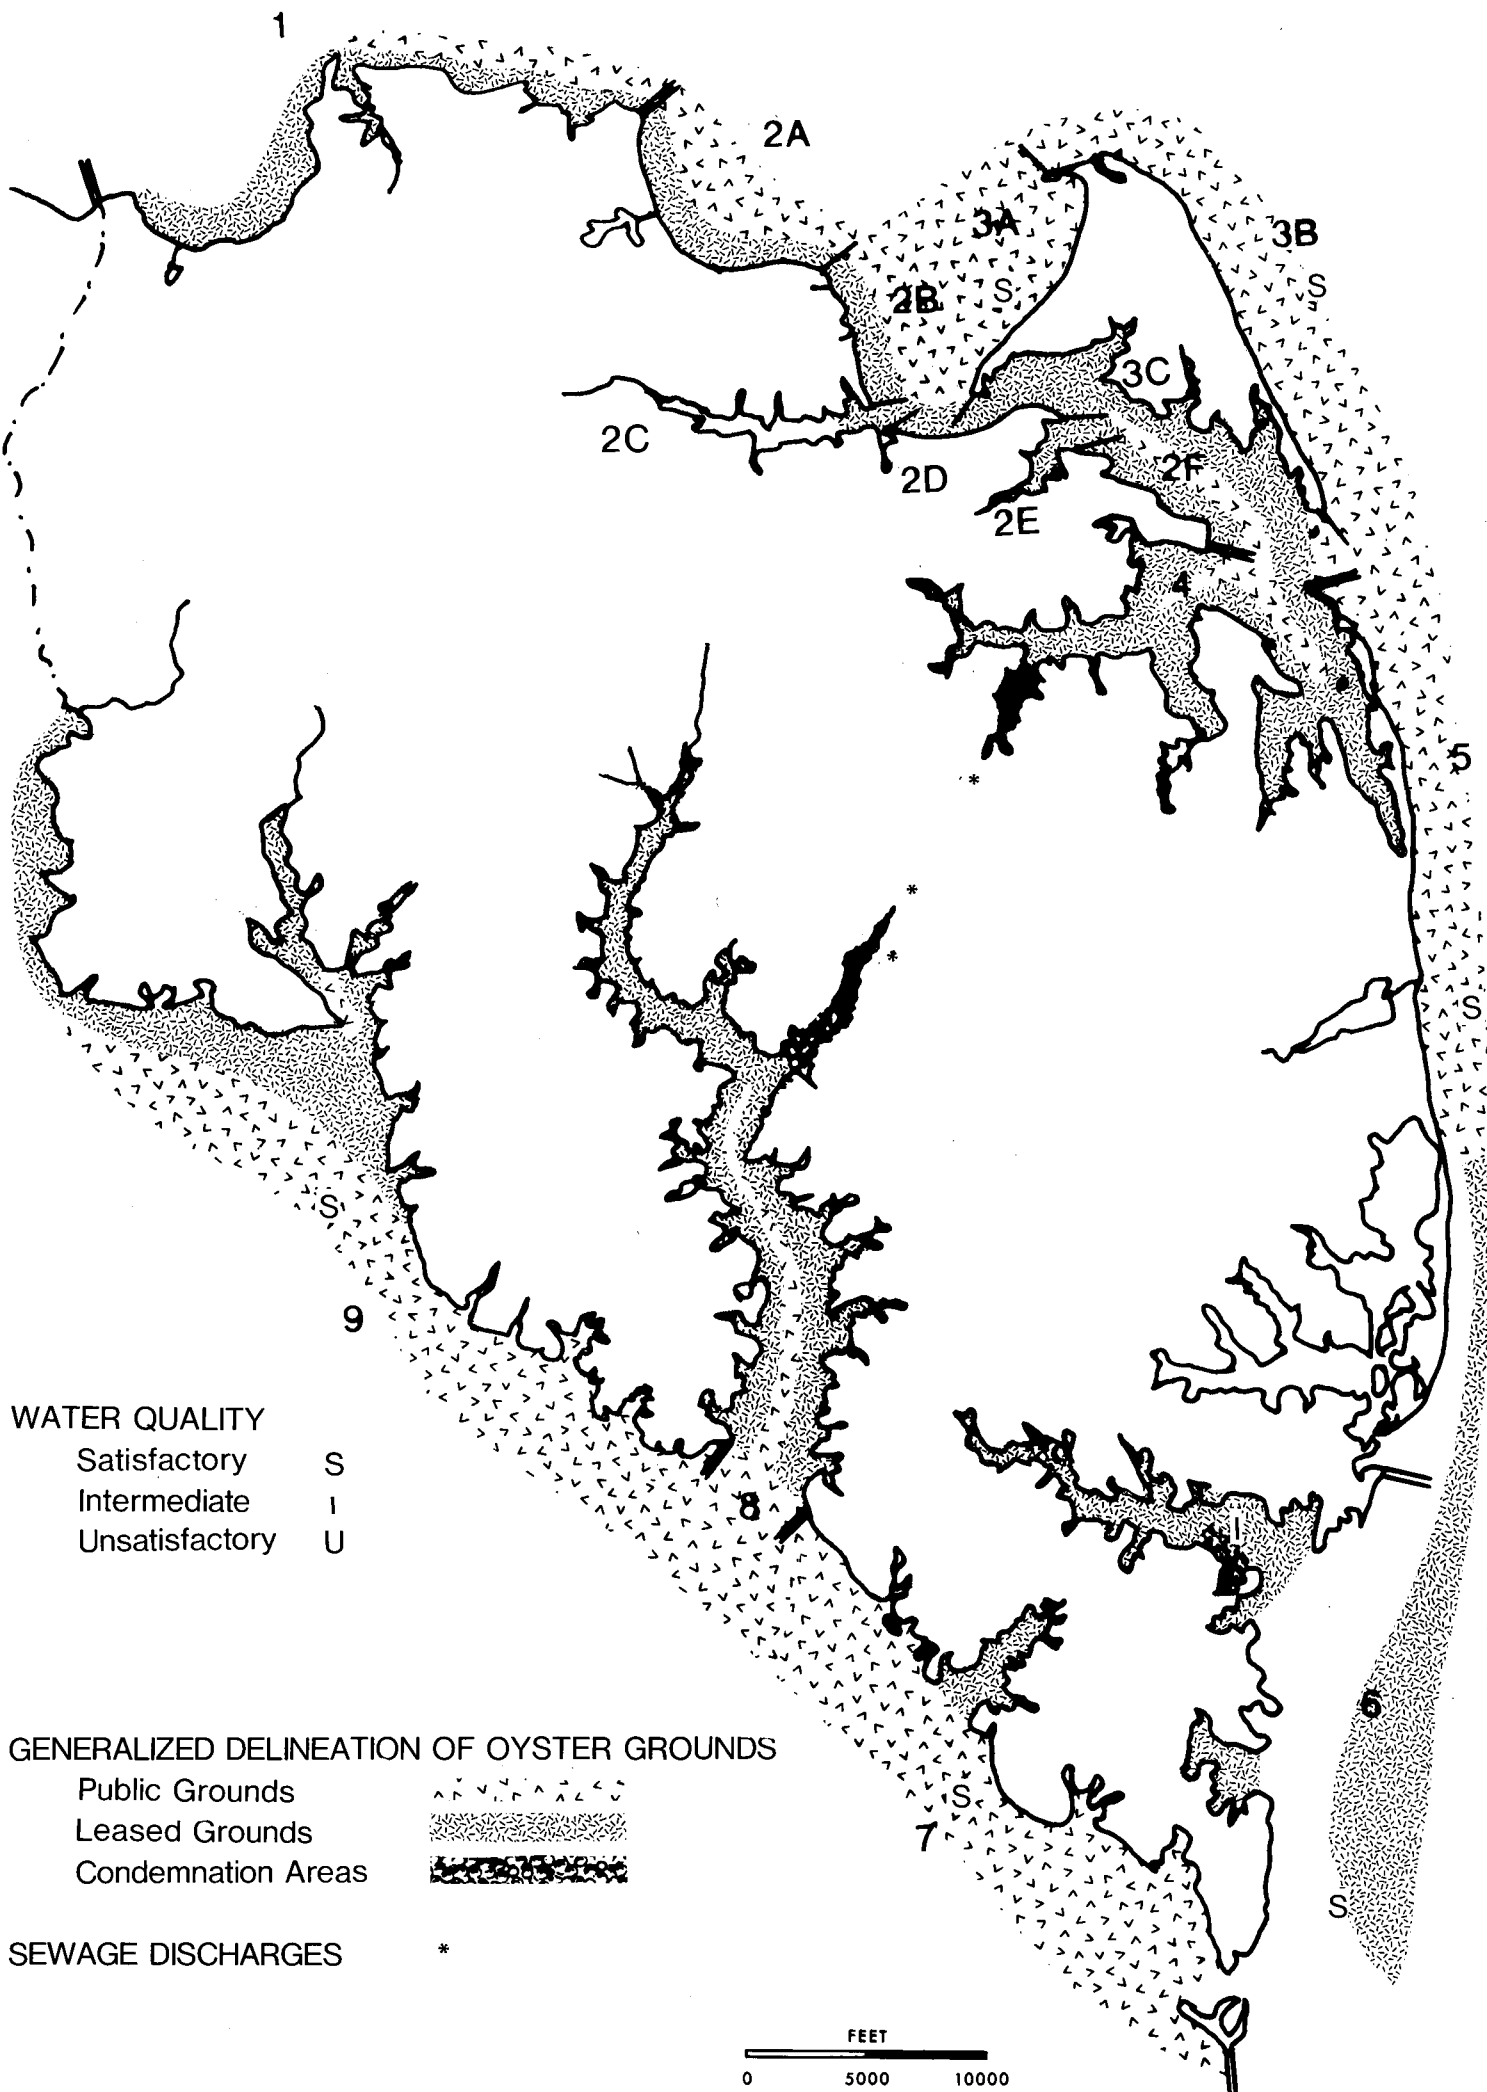 1
2A
3A
3B
S
2B
S
3C
2C
2D
2F
2E
4
*
5
*
*
S
S
9
WATER QUALITY
Satisfactory S
Intermediate I
Unsatisfactory U
8
I
6
GENERALIZED DELINEATION OF OYSTER GROUNDS
Public Grounds
Leased Grounds
Condemnation Areas
S
7
S
SEWAGE DISCHARGES *
FEET
0 5000 10000